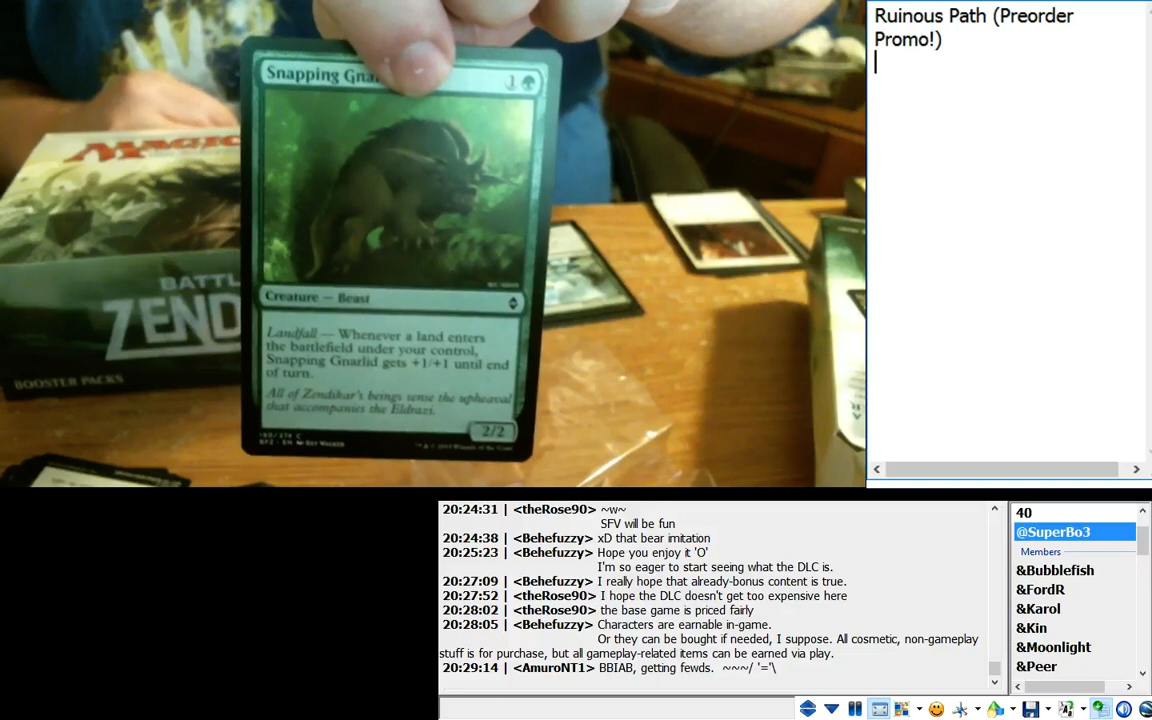 Ruinous Path (Preorder
Promo!)
Snapping Gnarlid
1
Creature — Beast
Landfall — Whenever a land enters
the battlefield under your control,
Snapping Gnarlid gets +1/+1 until end
of turn.
All of Zendikar's beings sense the upheaval
that accompanies the Eldrazi.
2/2
MAGIC
BATTL
ZEND
BOOSTER PACKS
20:24:31 | <theRose90> ~w~
SFV will be fun
20:24:38 | <Behefuzzy> xD that bear imitation
20:25:23 | <Behefuzzy> Hope you enjoy it 'O'
I'm so eager to start seeing what the DLC is.
20:27:09 | <Behefuzzy> I really hope that already-bonus content is true.
20:27:52 | <theRose90> I hope the DLC doesn't get too expensive here
20:28:02 | <theRose90> the base game is priced fairly
20:28:05 | <Behefuzzy> Characters are earnable in-game.
Or they can be bought if needed, I suppose. All cosmetic, non-gameplay
stuff is for purchase, but all gameplay-related items can be earned via play.
20:29:14 | <AmuroNT1> BBIAB, getting fewds. ~~~/ '='\
40
@SuperBo3
Members
&Bubblefish
&FordR
&Karol
&Kin
&Moonlight
&Peer